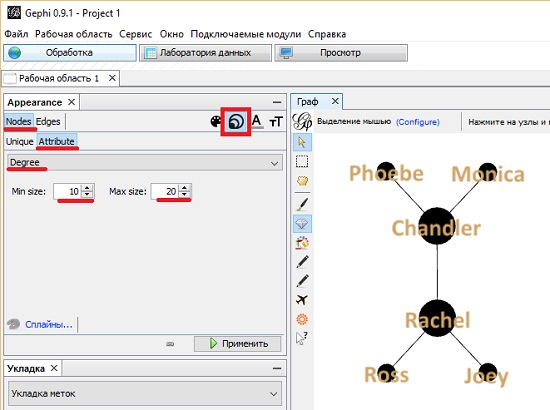 Gephi 0.9.1 - Project 1
Файл Рабочая область Сервис Окно Подключаемые модули Справка
Обработка Лаборатория данных Просмотр
Рабочая область 1 ×
Appearance × Граф ×
Nodes Edges A тT Выделение мышью (Configure) Нажмите на узлы и
Unique Attribute
Degree
Min size: 10 Max size: 20
Phoebe Monica
Chandler
Rachel
Сплайны...
Применить
Ross Joey
Укладка ×
Укладка меток